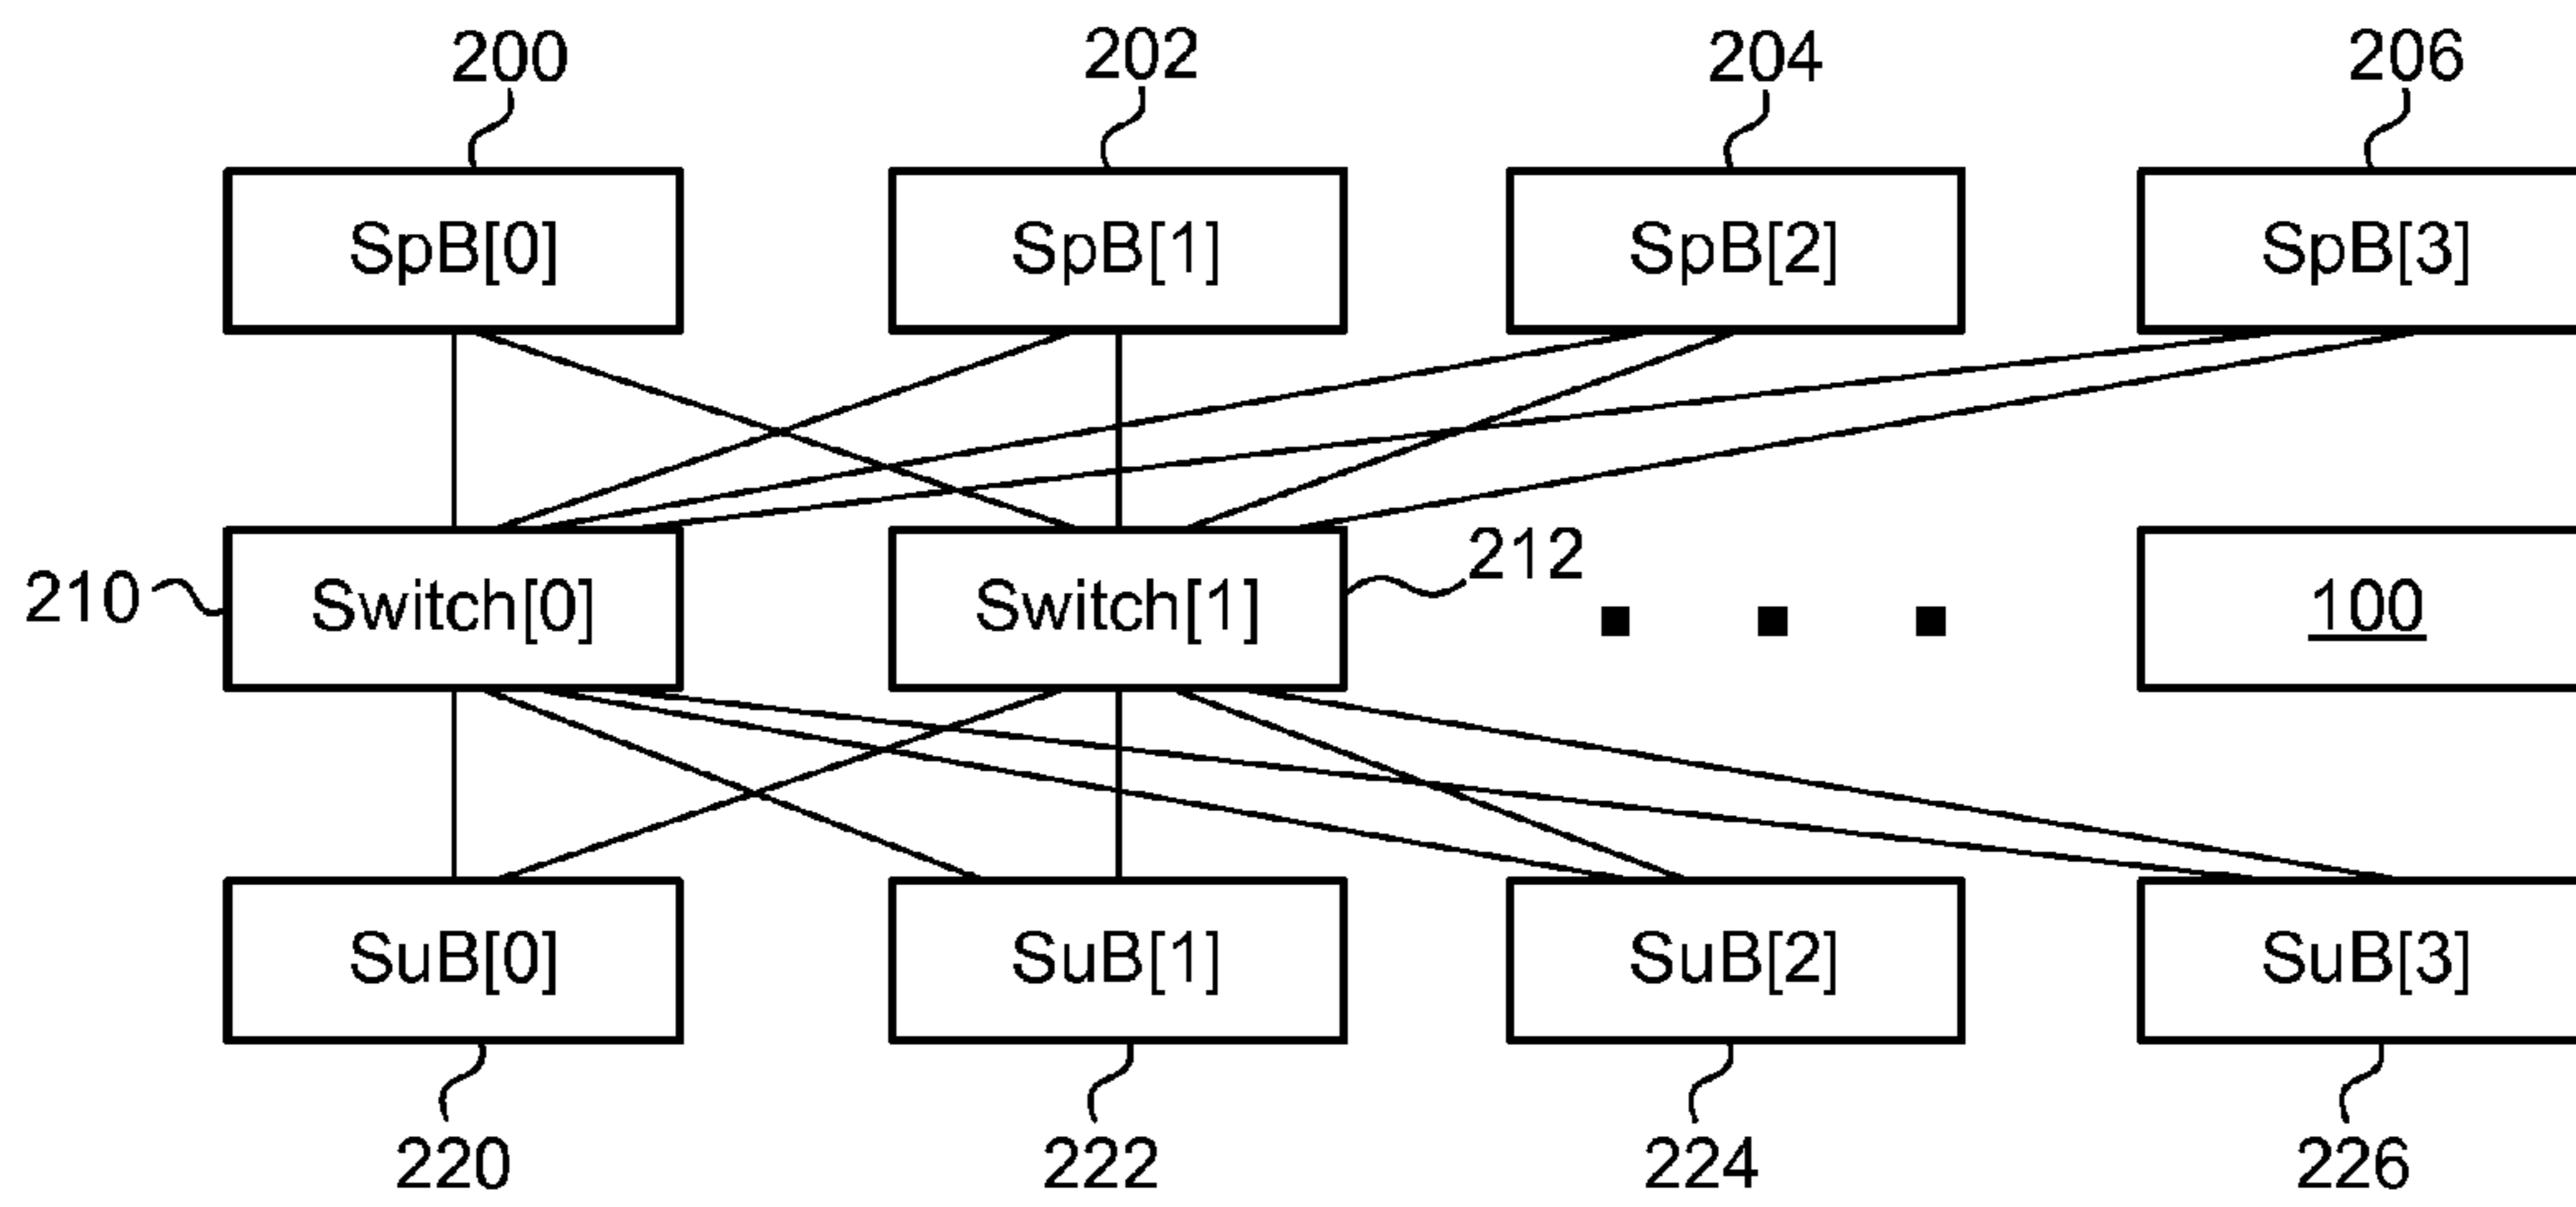 200 202 204 206
SpB[0] SpB[1] SpB[2] SpB[3]
210 Switch[0] Switch[1] 212 100
SuB[0] SuB[1] SuB[2] SuB[3]
220 222 224 226